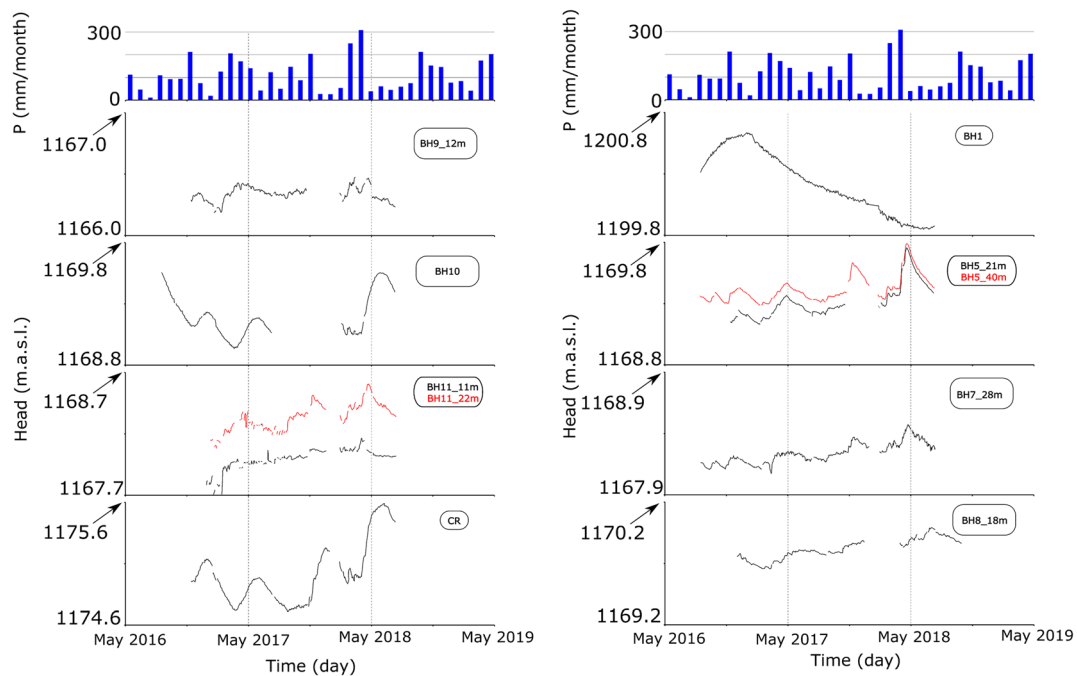 P (mm/month)
300
0
1167.0
BH9_12m
1166.0
1169.8
BH10
1168.8
Head (m.a.s.l.)
1168.7
BH11_11m
BH11_22m
1167.7
1175.6
CR
1174.6
May 2016
May 2017
May 2018
May 2019
Time (day)
P (mm/month)
300
0
1200.8
BH1
1199.8
1169.8
BH5_21m
BH5_40m
1168.8
Head (m.a.s.l.)
1168.9
BH7_28m
1167.9
1170.2
BH8_18m
1169.2
May 2016
May 2017
May 2018
May 2019
Time (day)